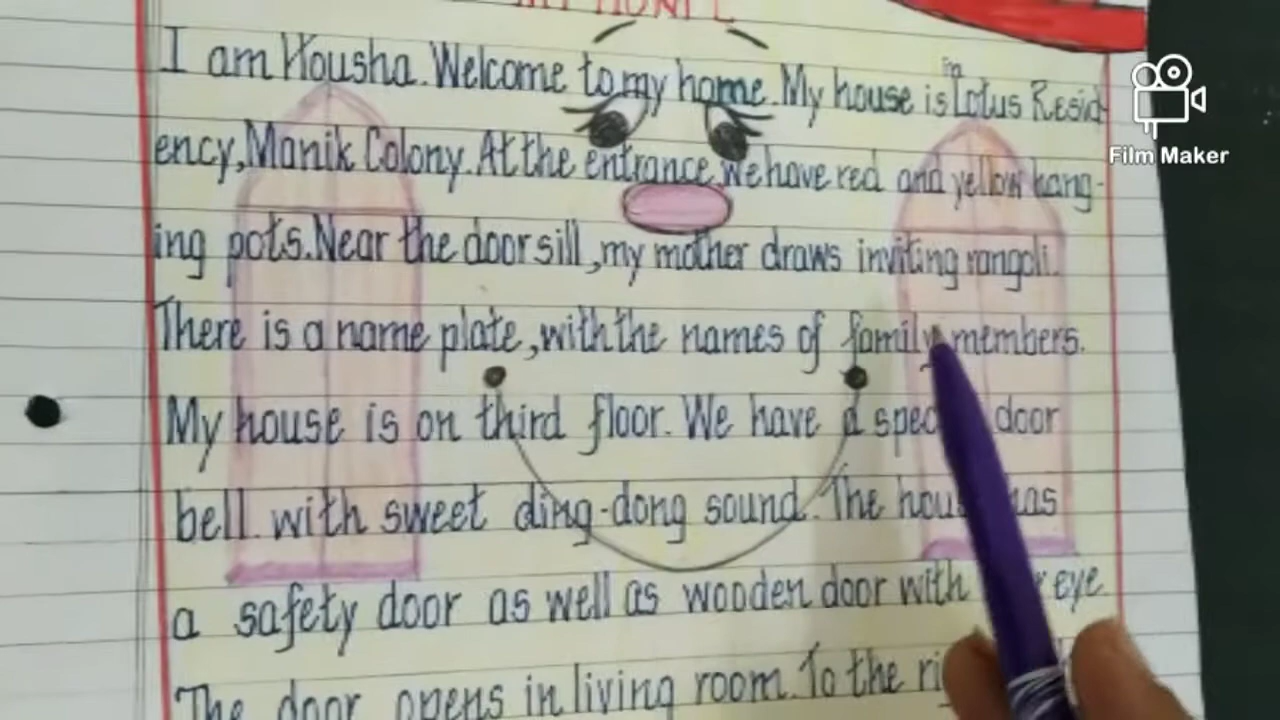 I am Housha. Welcome to my home. My house is in Lotus Resid-
ency, Manik Colony. At the entrance, we have red and yellow hang-
ing pots. Near the door sill, my mother draws inviting rangoli.
There is a name plate, with the names of family members.
My house is on third floor. We have a door
bell with sweet ding-dong sound. The has
a safety door as well as wooden door with eye
The door opens in living room. To the
Film Maker